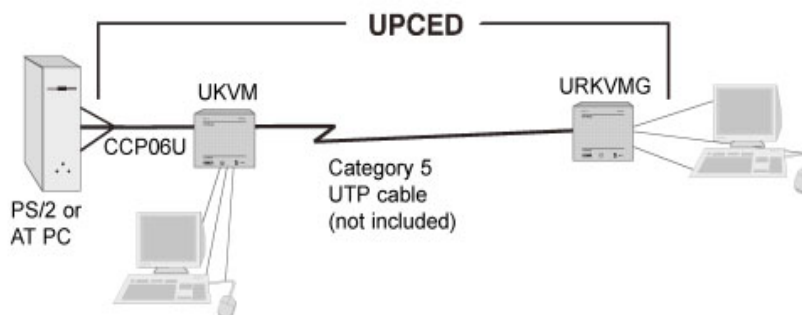 UPCED
UKVM
URKVMG
CCP06U
Category 5
UTP cable
(not included)
PS/2 or
AT PC